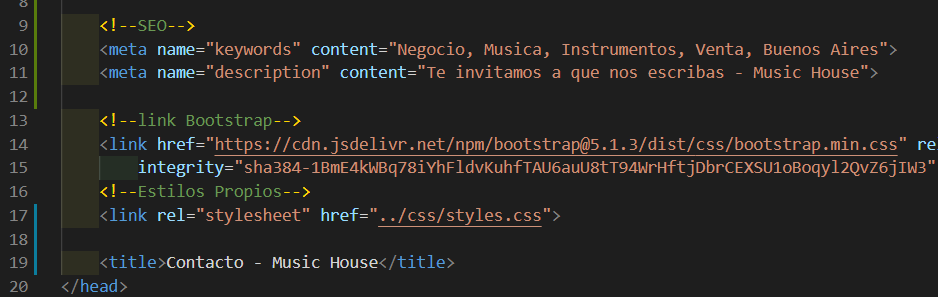 8
9 <!--SEO-->
10 <meta name="keywords" content="Negocio, Musica, Instrumentos, Venta, Buenos Aires">
11 <meta name="description" content="Te invitamos a que nos escribas - Music House">
12
13 <!--link Bootstrap-->
14 <link href="https://cdn.jsdelivr.net/npm/bootstrap@5.1.3/dist/css/bootstrap.min.css" re
15 integrity="sha384-1BmE4kWBq78iYhFldvKuhfTAU6auU8tT94WrHftjDbrCEXSU1oBoqyl2QvZ6jIW3"
16 <!--Estilos Propios-->
17 <link rel="stylesheet" href="../css/styles.css">
18
19 <title>Contacto - Music House</title>
20 </head>